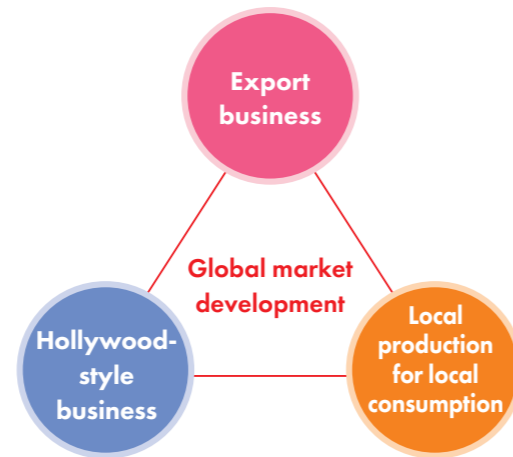 Export
business
Global market
development
Hollywood-
style
business
Local
production
for local
consumption